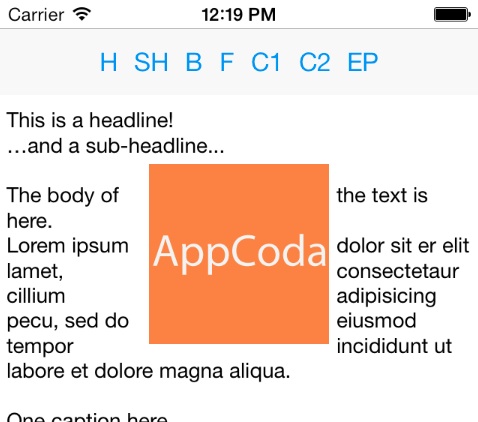 Carrier 12:19 PM
H SH B F C1 C2 EP
This is a headline!
…and a sub-headline...
The body of the text is
here.
Lorem ipsum dolor sit er elit
lamet, consectetaur
cillium adipisicing
pecu, sed do eiusmod
tempor incididunt ut
labore et dolore magna aliqua.
AppCoda
One caption here